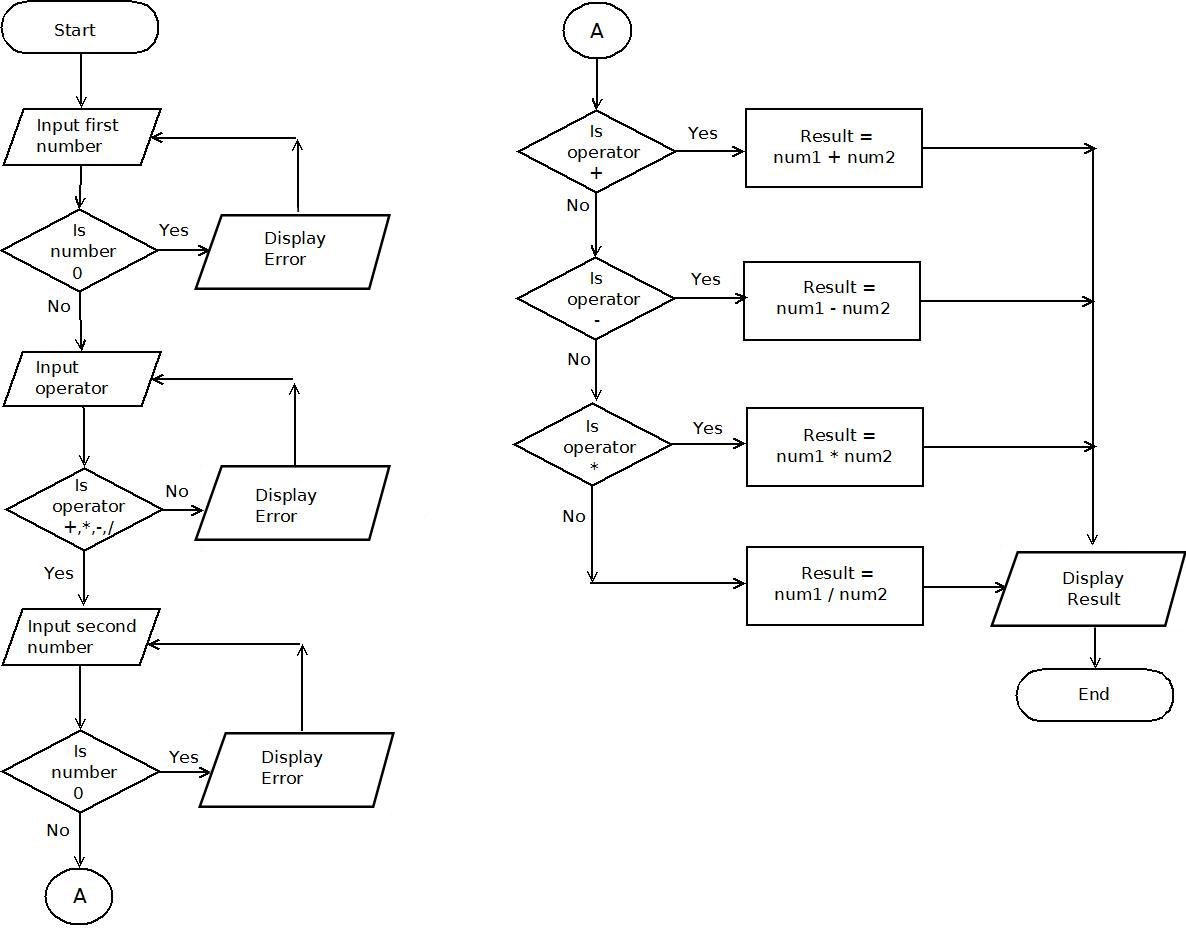 Start
Input first
number
Is
number
0
Yes
Display
Error
No
Input
operator
Is
operator
+,*,-,/
No
Display
Error
Yes
Input second
number
Is
number
0
Yes
Display
Error
No
A
A
Is
operator
+
Yes
Result =
num1 + num2
No
Is
operator
-
Yes
Result =
num1 - num2
No
Is
operator
*
Yes
Result =
num1 * num2
No
Result =
num1 / num2
Display
Result
End